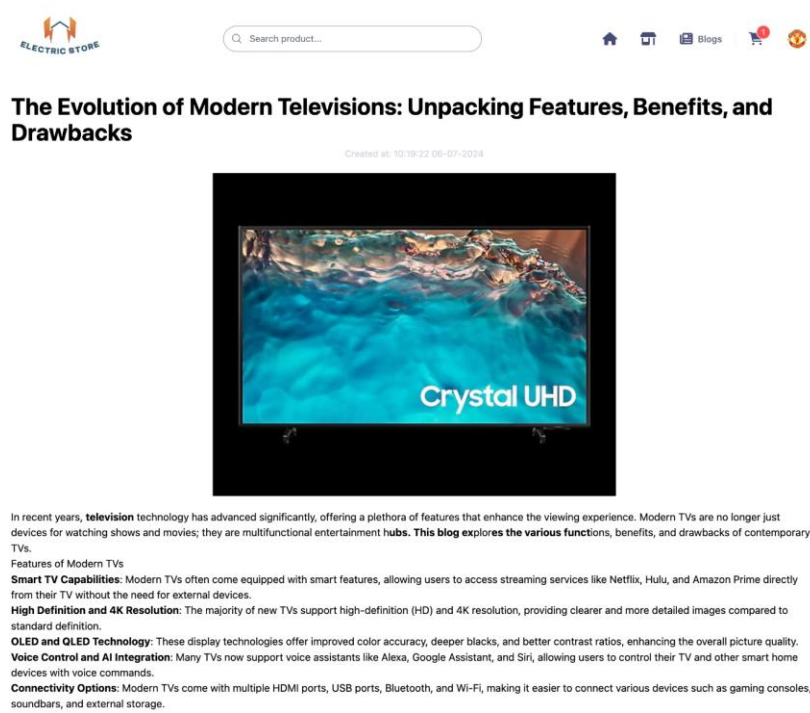 ELECTRIC STORE
Search product...
Blogs
1
The Evolution of Modern Televisions: Unpacking Features, Benefits, and
Drawbacks
Created at: 10:19:22 06-07-2024
Crystal UHD
In recent years, television technology has advanced significantly, offering a plethora of features that enhance the viewing experience. Modern TVs are no longer just
devices for watching shows and movies; they are multifunctional entertainment hubs. This blog explores the various functions, benefits, and drawbacks of contemporary
TVs.
Features of Modern TVs
Smart TV Capabilities: Modern TVs often come equipped with smart features, allowing users to access streaming services like Netflix, Hulu, and Amazon Prime directly
from their TV without the need for external devices.
High Definition and 4K Resolution: The majority of new TVs support high-definition (HD) and 4K resolution, providing clearer and more detailed images compared to
standard definition.
OLED and QLED Technology: These display technologies offer improved color accuracy, deeper blacks, and better contrast ratios, enhancing the overall picture quality.
Voice Control and AI Integration: Many TVs now support voice assistants like Alexa, Google Assistant, and Siri, allowing users to control their TV and other smart home
devices with voice commands.
Connectivity Options: Modern TVs come with multiple HDMI ports, USB ports, Bluetooth, and Wi-Fi, making it easier to connect various devices such as gaming consoles,
soundbars, and external storage.